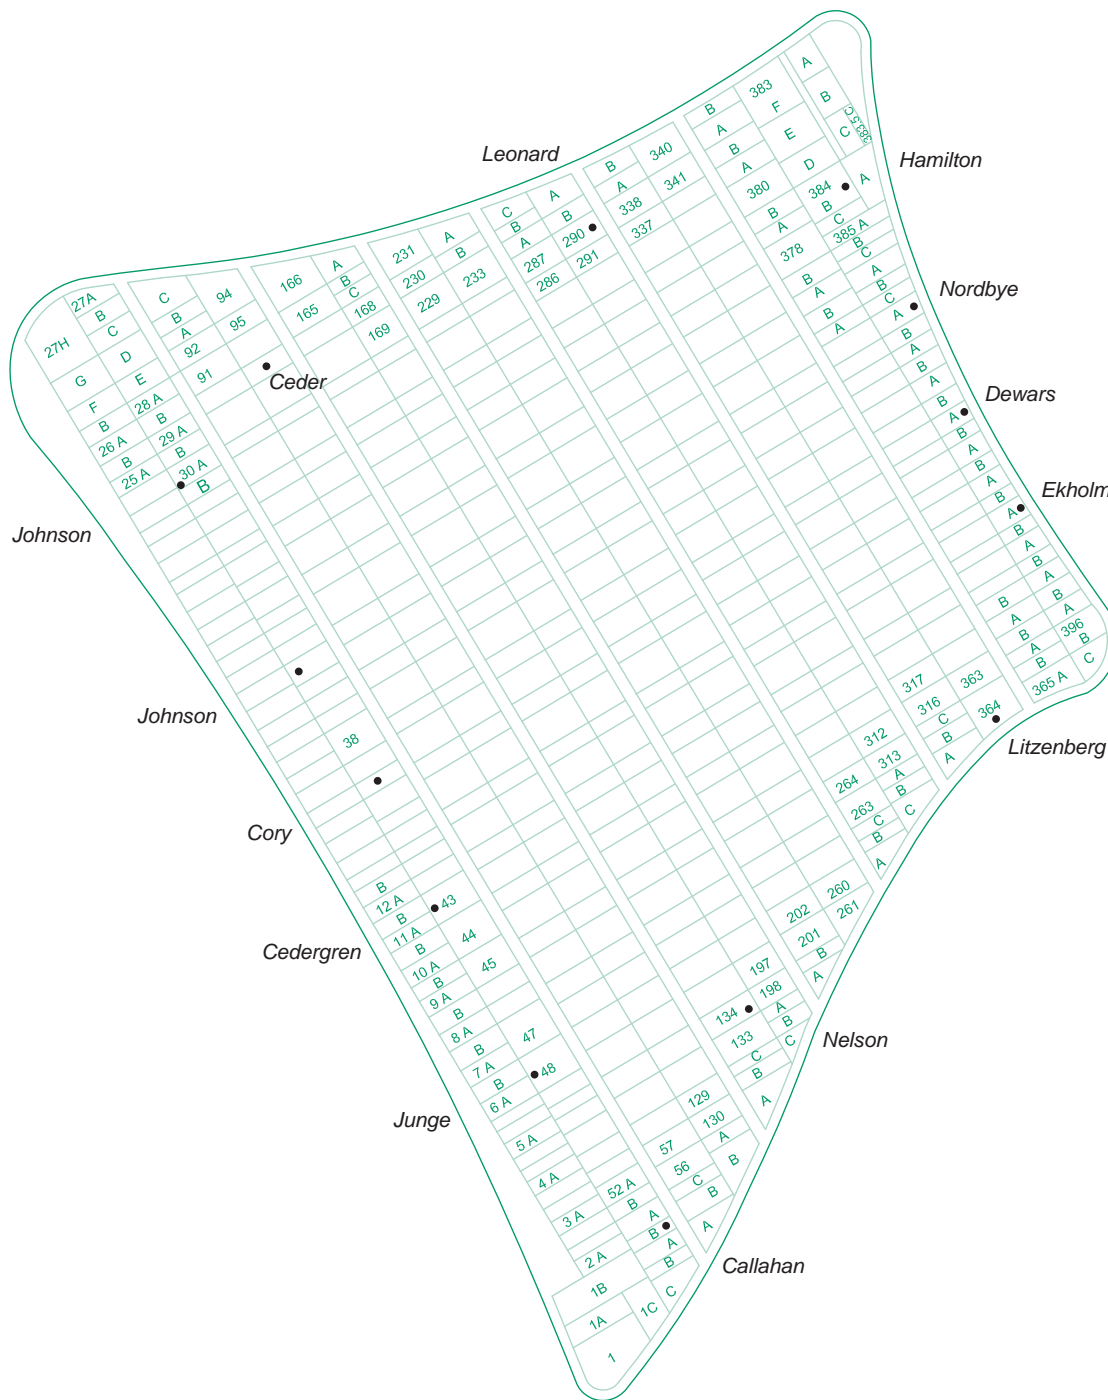 Leonard
Hamilton
Nordbye
Dewars
Ekholm
Ceder
Johnson
Johnson
Cory
Cedergren
Junge
Litzenberg
Nelson
Callahan
27A
B
C
27H
D
G
E
F
28 A
B
B
26 A
29 A
B
B
25 A
30 A
B
C
94
B
A
95
92
91
166
A
B
C
165
168
169
231
A
B
230
233
229
C
A
B
B
A
290
287
291
286
B
340
A
341
338
337
B
383
A
F
B
E
A
D
380
384
B
B
A
C
378
385 A
B
C
A
B
B
A
C
B
A
A
B
A
B
A
B
A
B
A
B
A
B
A
B
A
B
A
B
A
396
B
C
A
B
C
383.5 C
A
B
A
B
A
B
365 A
317
363
316
364
C
B
A
312
313
264
A
B
263
C
C
B
A
260
202
261
201
B
A
197
198
134
A
133
B
C
C
B
A
129
130
57
A
56
B
C
B
A
38
B
12 A
B
43
11 A
B
44
10 A
45
B
9 A
B
8 A
47
B
7 A
48
B
6 A
5 A
4 A
52 A
3 A
B
A
B
2 A
A
B
1B
C
1A
1C
1